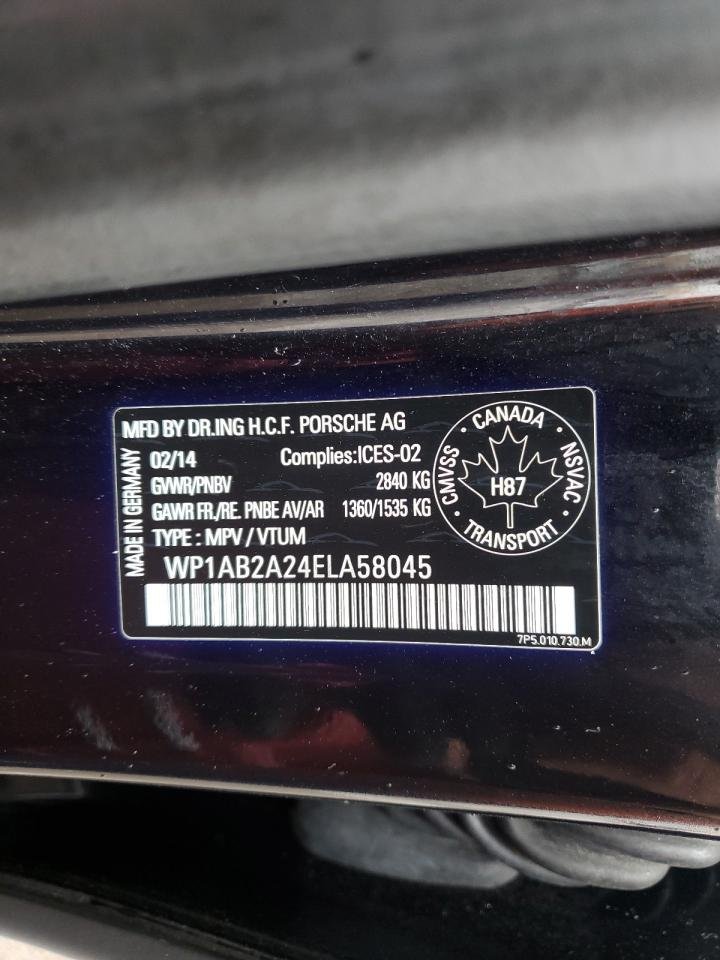 MFD BY DR.ING H.C.F. PORSCHE AG
MADE IN GERMANY
02/14 Complies:ICES-02
GVWR/PNBV 2840 KG
GAWR FR./RE. PNBE AV/AR 1360/1535 KG
TYPE : MPV / VTUM
WP1AB2A24ELA58045
7P5.010.730.M
CANADA
CMVSS
NSVAC
H87
TRANSPORT